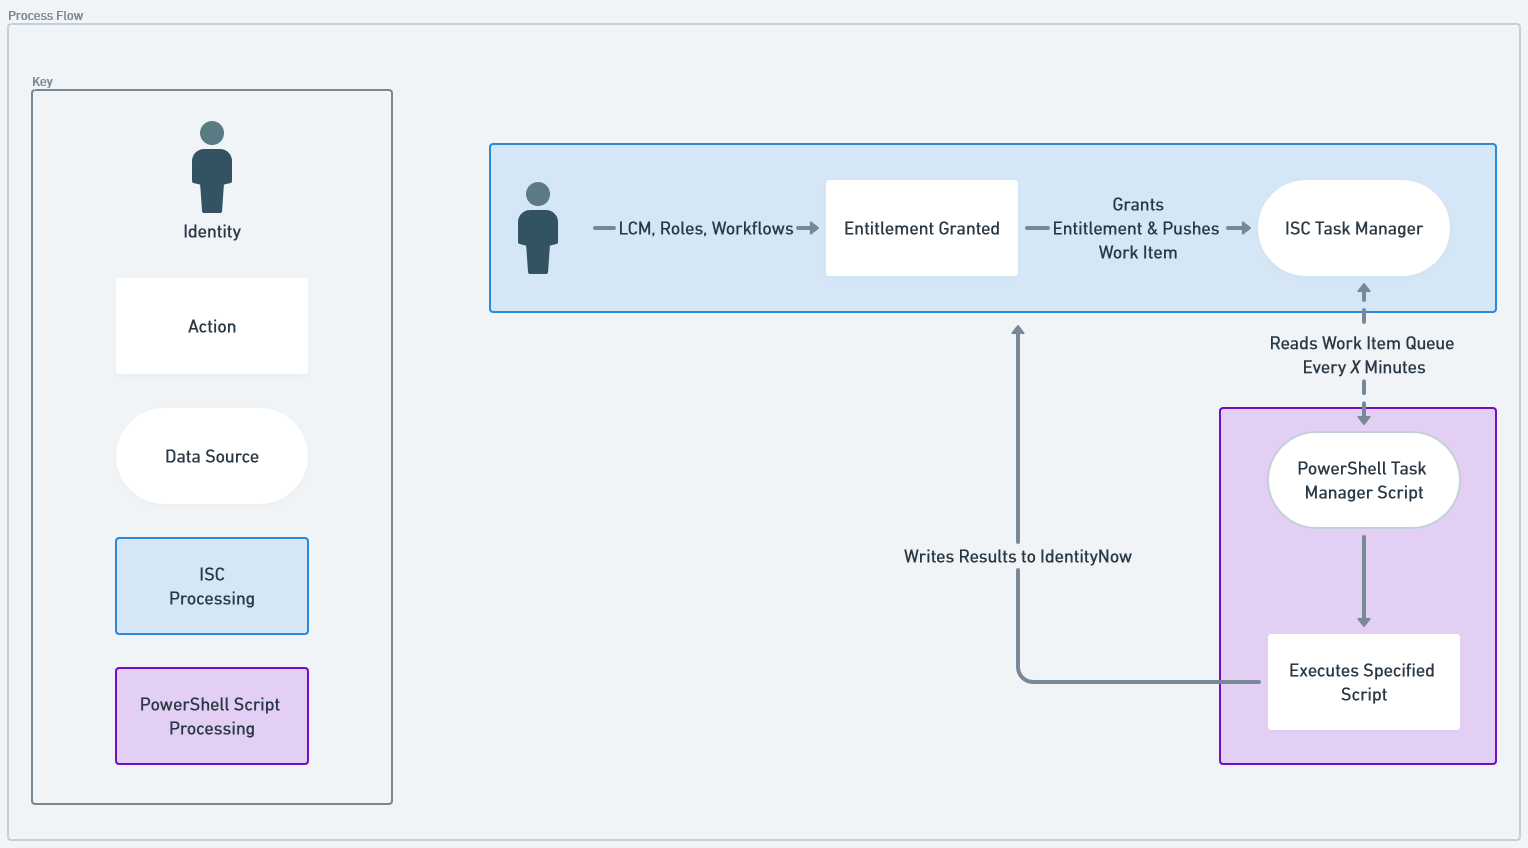 Process Flow
Key
Identity
Action
Data Source
ISC
Processing
PowerShell Script
Processing
LCM, Roles, Workflows
Entitlement Granted
Grants
Entitlement & Pushes
Work Item
ISC Task Manager
Reads Work Item Queue
Every X Minutes
PowerShell Task
Manager Script
Executes Specified
Script
Writes Results to IdentityNow